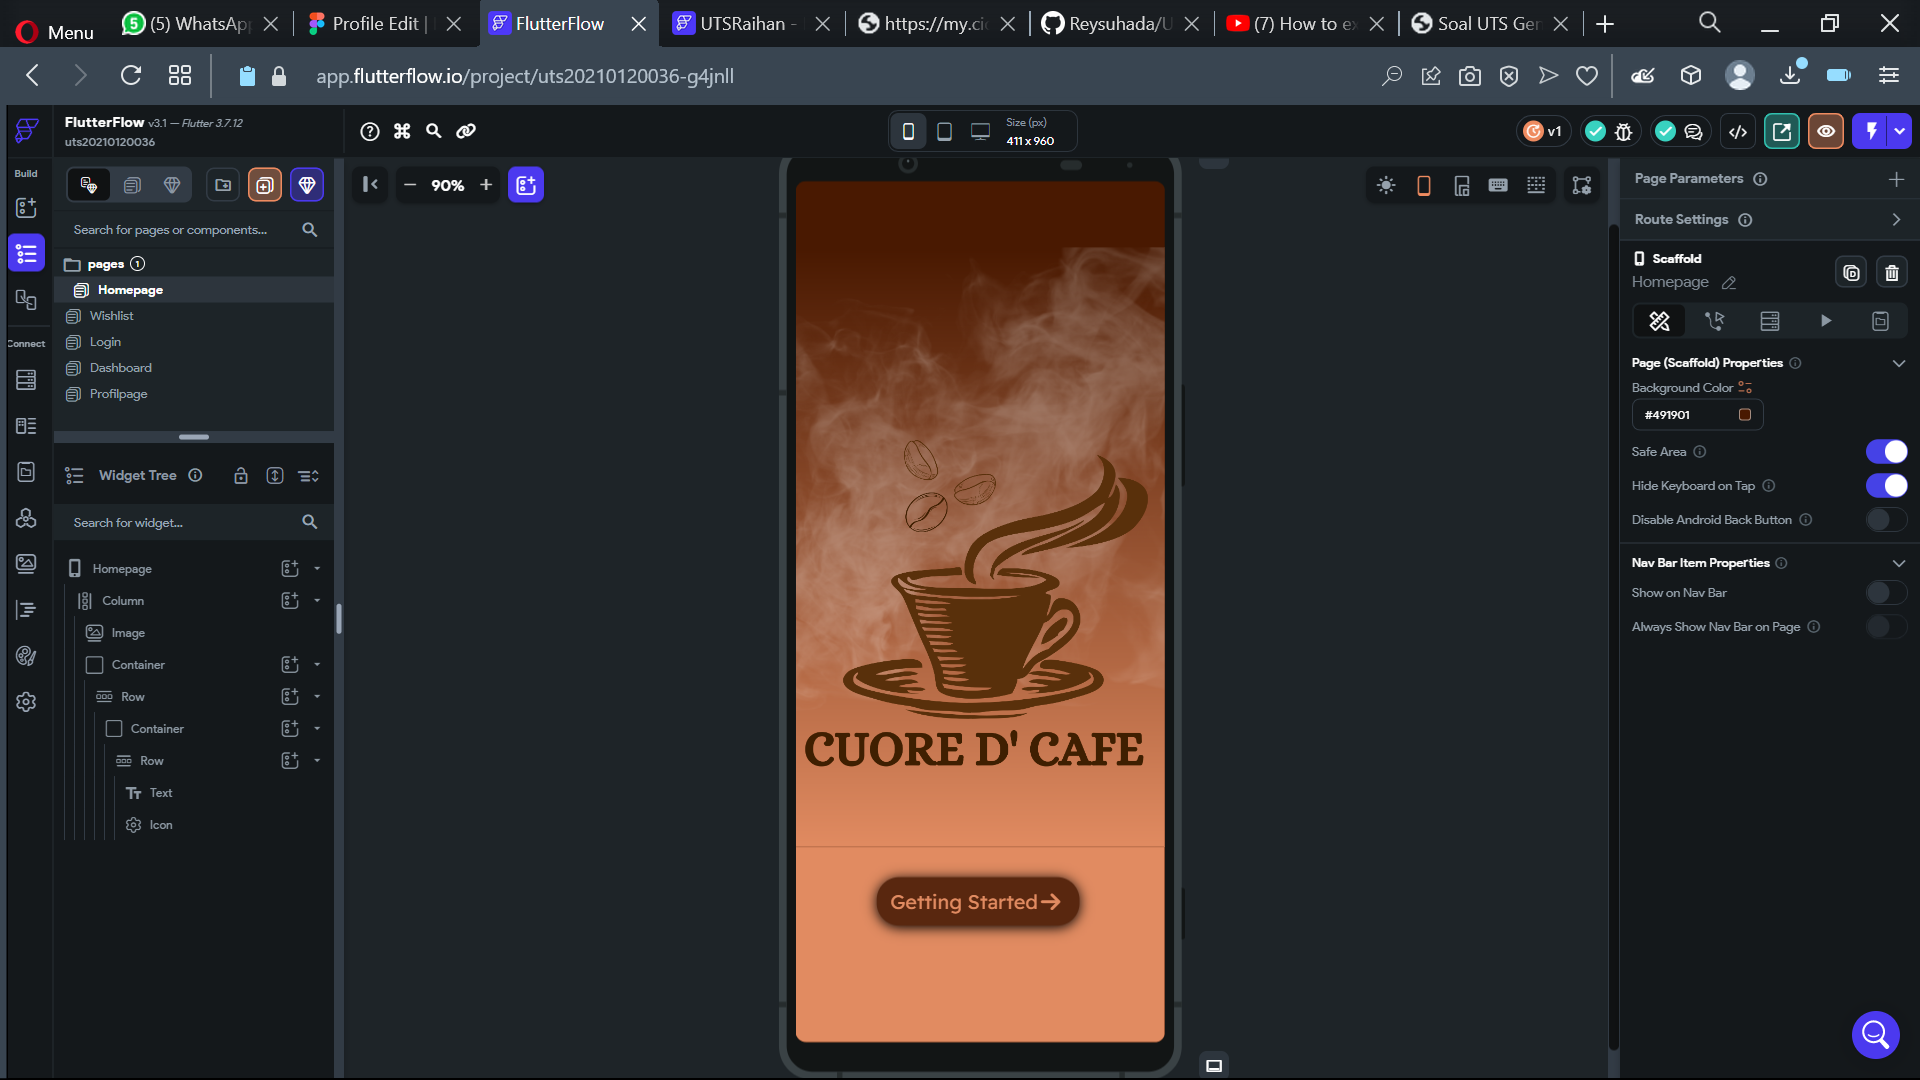 Menu
(5) WhatsAp
Profile Edit |
FlutterFlow
UTSRaihan -
https://my.ci
Reysuhada/U
(7) How to e
Soal UTS Ge
app.flutterflow.io/project/uts20210120036-g4jnll
FlutterFlow v3.1 — Flutter 3.7.12
uts20210120036
Size (px)
411 x 960
v1
Build
90%
Search for pages or components...
pages 1
Homepage
Wishlist
Login
Dashboard
Profilpage
Connect
Widget Tree
Search for widget...
Homepage
Column
Image
Container
Row
Container
Row
Text
Icon
CUORE D' CAFE
Getting Started
Page Parameters
Route Settings
Scaffold
Homepage
Page (Scaffold) Properties
Background Color
#491901
Safe Area
Hide Keyboard on Tap
Disable Android Back Button
Nav Bar Item Properties
Show on Nav Bar
Always Show Nav Bar on Page